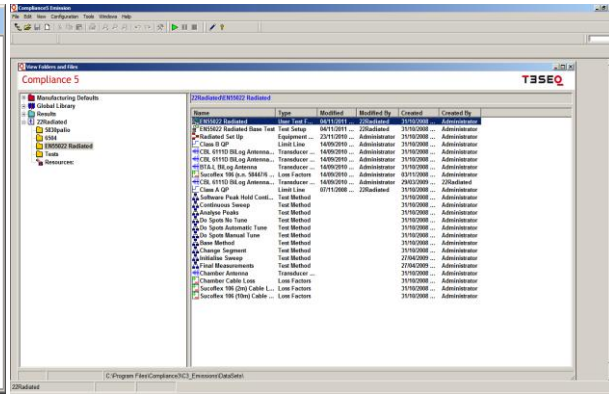 Compliance5 Emission
File Edit View Configuration Tools Windows Help
View Folders and Files
Compliance 5
TESEQ
Manufacturing Defaults
Global Library
Results
22Radiated
5830palio
6504
EN55022 Radiated
Tests
Resources:
22Radiated\EN55022 Radiated
Name Type Modified Modified By Created Created By
EN55022 Radiated User Test F... 04/11/2011 ... 22Radiated 31/10/2008 ... Administrator
EN55022 Radiated Base Test Test Setup 04/11/2011 ... 22Radiated 31/10/2008 ... Administrator
Radiated Set Up Equipment ... 23/11/2010 ... Administrator 31/10/2008 ... Administrator
Class B QP Limit Line 14/09/2010 ... Administrator 31/10/2008 ... Administrator
CBL 6111D BiLog Antenna... Transducer ... 14/09/2010 ... Administrator 31/10/2008 ... Administrator
CBL 6111D BiLog Antenna... Transducer ... 14/09/2010 ... Administrator 31/10/2008 ... Administrator
BTA-L BiLog Antenna... Transducer ... 14/09/2010 ... Administrator 31/10/2008 ... Administrator
Sucoflex 106 (s.n. 58447/6 ... Loss Factors 14/09/2010 ... Administrator 03/11/2008 ... Administrator
CBL 6111D BiLog Antenna... Transducer ... 14/09/2010 ... Administrator 29/03/2009 ... 22Radiated
Class A QP Limit Line 07/11/2008 ... 22Radiated 31/10/2008 ... Administrator
Software Peak Hold Conti... Test Method 31/10/2008 ... Administrator
Continuous Sweep Test Method 31/10/2008 ... Administrator
Analyse Peaks Test Method 31/10/2008 ... Administrator
Do Spots No Tune Test Method 31/10/2008 ... Administrator
Do Spots Automatic Tune Test Method 31/10/2008 ... Administrator
Do Spots Manual Tune Test Method 31/10/2008 ... Administrator
Base Method Test Method 31/10/2008 ... Administrator
Change Segment Test Method 31/10/2008 ... Administrator
Initialise Sweep Test Method 27/04/2009 ... Administrator
Final Measurements Test Method 27/04/2009 ... Administrator
Chamber Antenna Transducer ... 31/10/2008 ... Administrator
Chamber Cable Loss Loss Factors 31/10/2008 ... Administrator
Sucoflex 106 (2m) Cable L... Loss Factors 31/10/2008 ... Administrator
Sucoflex 106 (10m) Cable ... Loss Factors 31/10/2008 ... Administrator
C:\Program Files\Compliance3\C3_Emissions\DataSets\
22Radiated